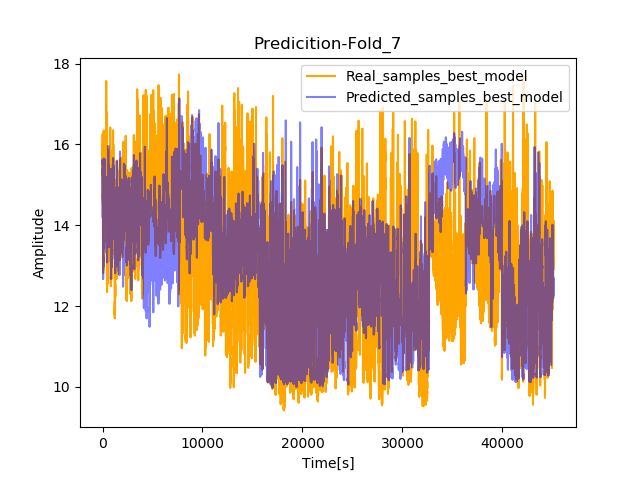 Predicition-Fold_7
Real_samples_best_model
Predicted_samples_best_model
18
16
14
12
10
Amplitude
0
10000
20000
30000
40000
Time[s]